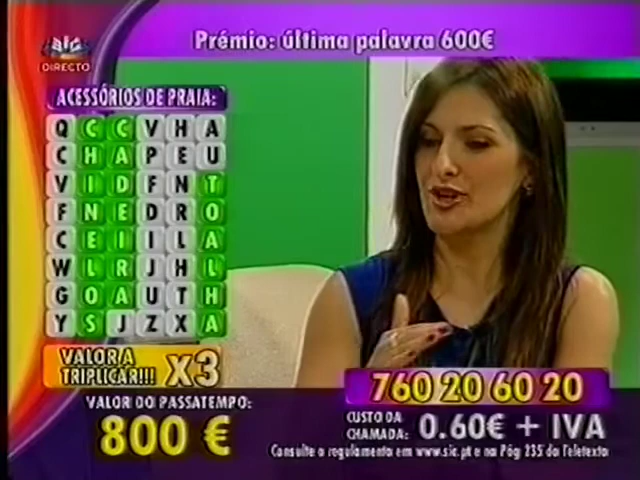 Prémio: última palavra 600€
SIC
DIRECTO
ACESSÓRIOS DE PRAIA:
Q C C V H A
C H A P E U
V I D F N T
F N E D R O
C E I I L A
W L R J H L
G O A U T H
Y S J Z X A
VALOR A
TRIPLICAR!!! X3
760 20 60 20
VALOR DO PASSATEMPO:
800 €
CUSTO DA
CHAMADA: 0.60€ + IVA
Consulte o regulamento em www.sic.pt e na Pág 235 do Teletexto